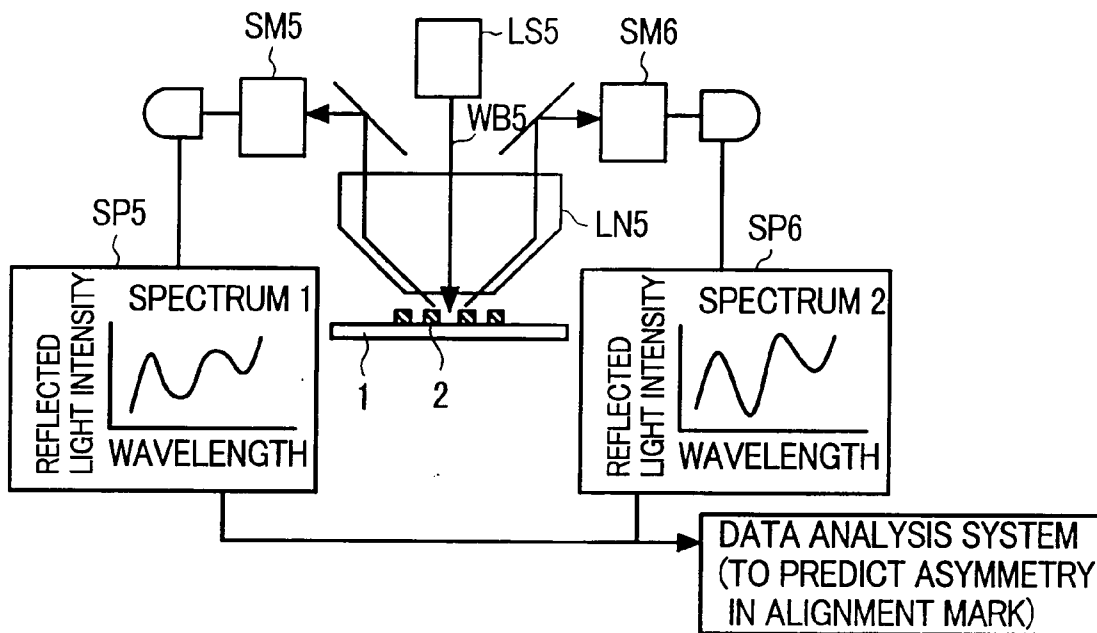 SM5
LS5
SM6
WB5
LN5
SP5
SP6
SPECTRUM 1
REFLECTED
LIGHT INTENSITY
WAVELENGTH
1
2
SPECTRUM 2
REFLECTED
LIGHT INTENSITY
WAVELENGTH
DATA ANALYSIS SYSTEM
(TO PREDICT ASYMMETRY
IN ALIGNMENT MARK)